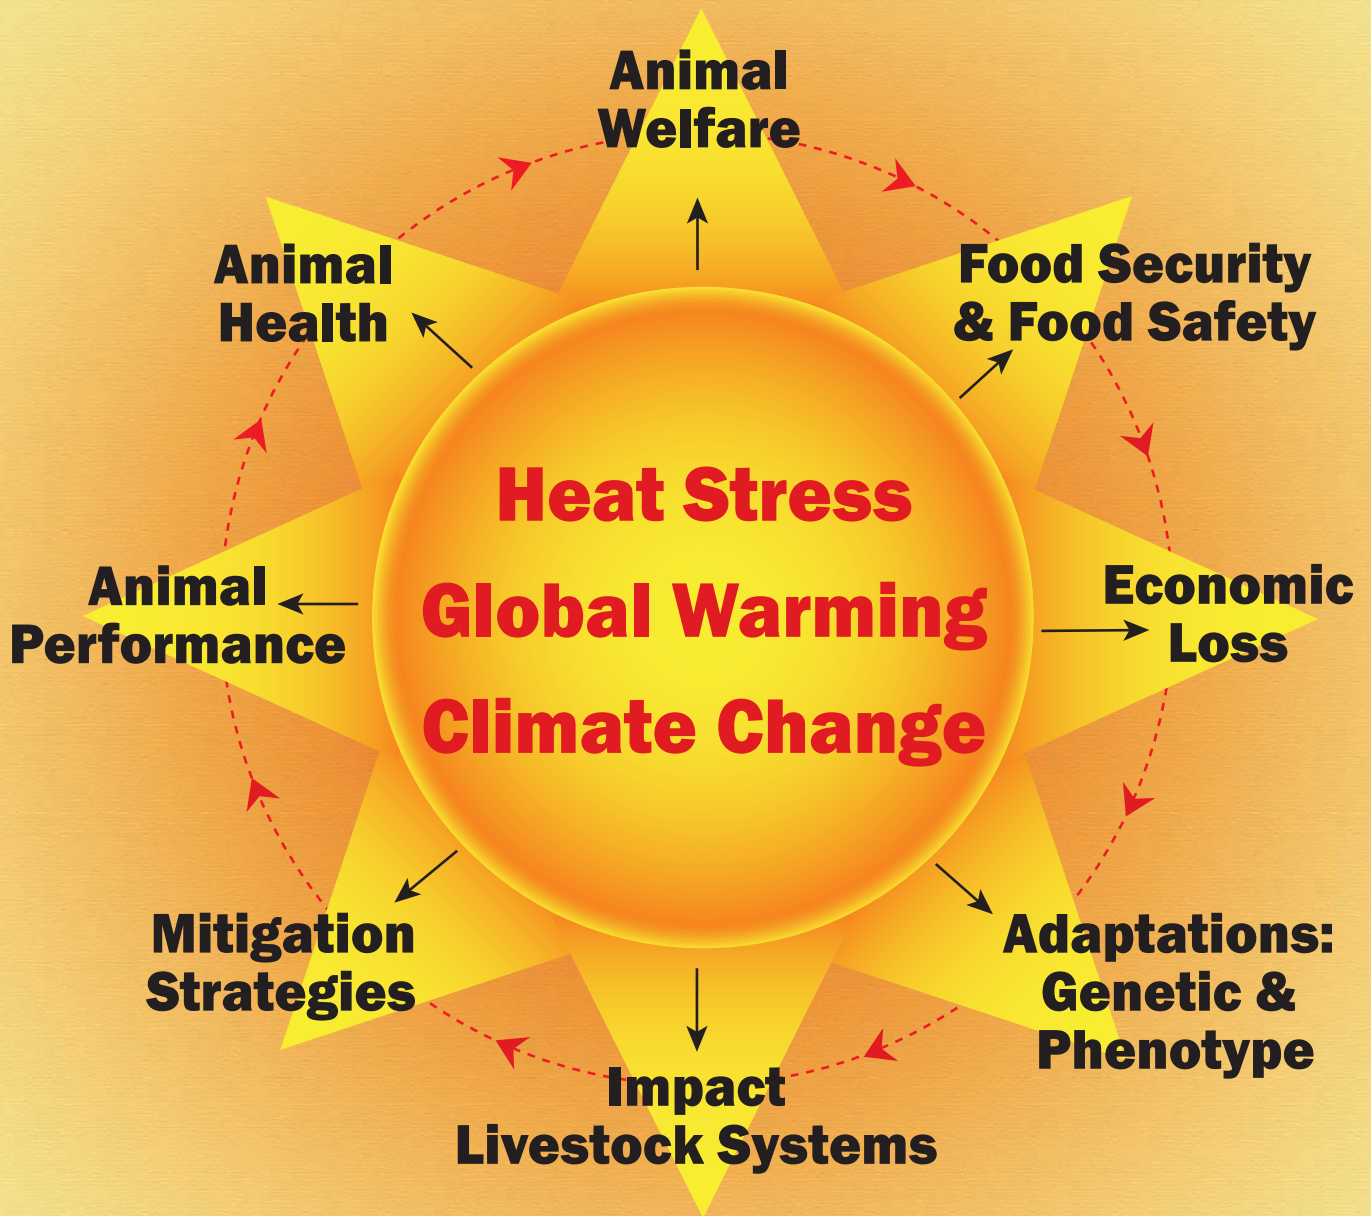 Animal
Welfare
Food Security
& Food Safety
Economic
Loss
Adaptations:
Genetic &
Phenotype
Impact
Livestock Systems
Mitigation
Strategies
Animal
Performance
Animal
Health
Heat Stress
Global Warming
Climate Change